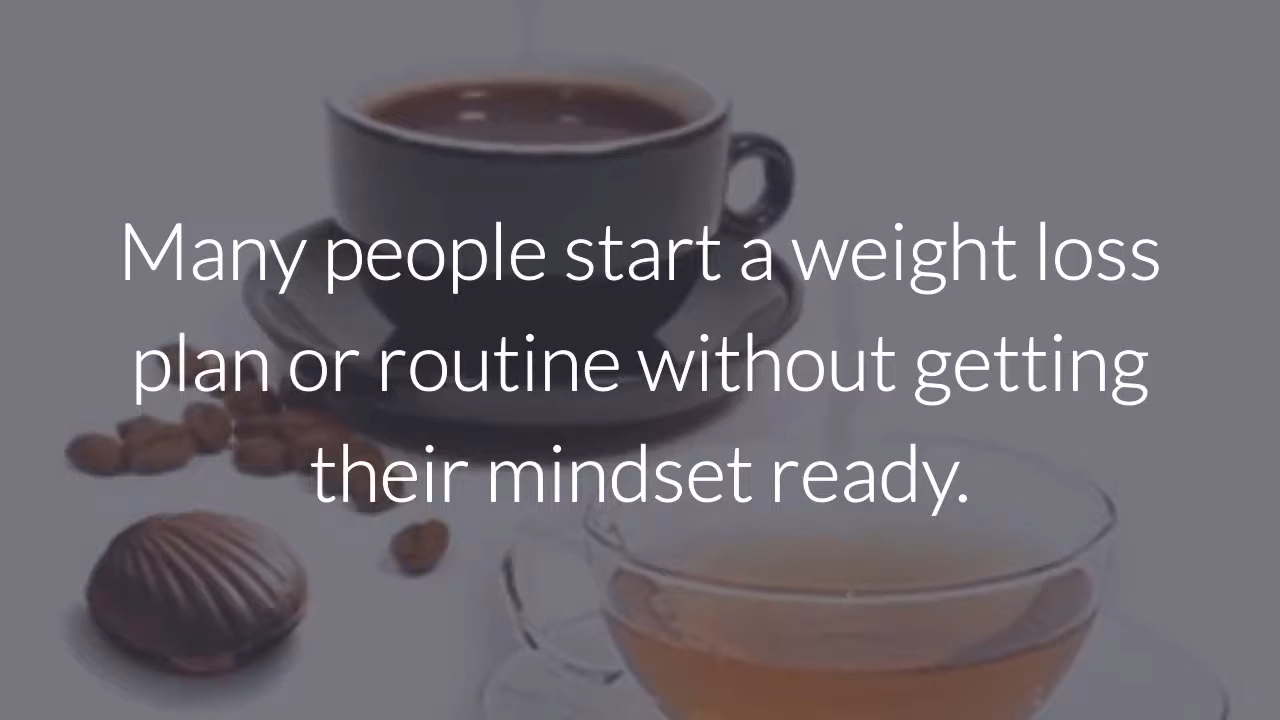 Many people start a weight loss
plan or routine without getting
their mindset ready.